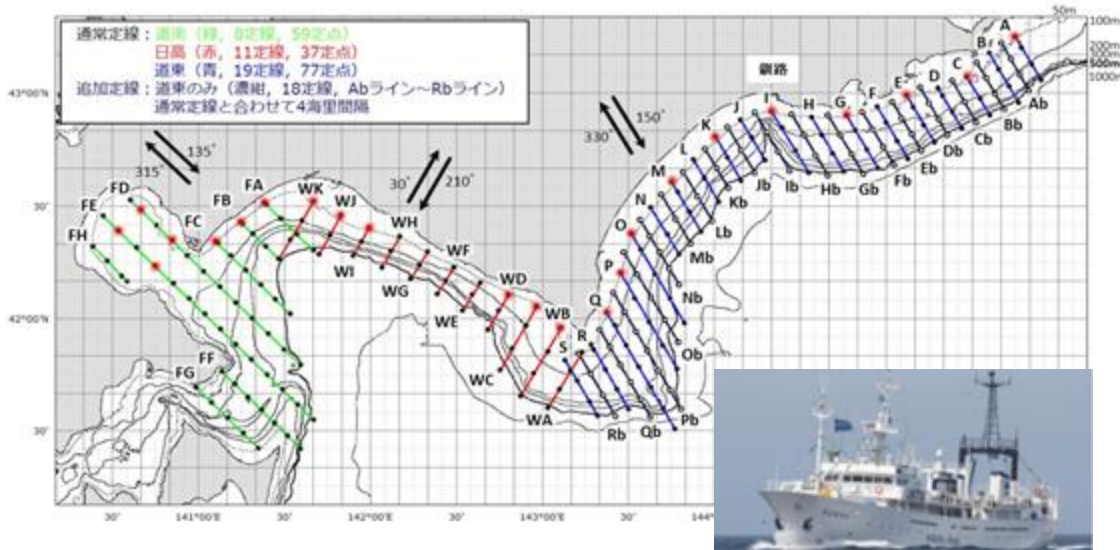 通常定線：道南（緑，8定線，59定点）
日高（赤，11定線，37定点）
道東（青，19定線，77定点）
追加定線：道東のみ（濃紺，18定線，Abライン～Rbライン）
通常定線と合わせて4海里間隔
50m
100m
200m
300m
500m
1000m
釧路
A
B
C
D
E
F
G
H
I
J
K
L
M
N
O
P
Q
R
S
Ab
Bb
Cb
Db
Eb
Fb
Gb
Hb
Ib
Jb
Kb
Lb
Mb
Nb
Ob
Pb
Qb
Rb
135°
315°
30°
210°
330°
150°
FD
FE
FH
FC
FB
FA
WK
WJ
WH
WF
WD
WB
WI
WG
WE
WC
WA
FF
FG
43°00'N
30'
42°00'N
30'
30'
141°00'E
30'
142°00'E
30'
143°00'E
30'